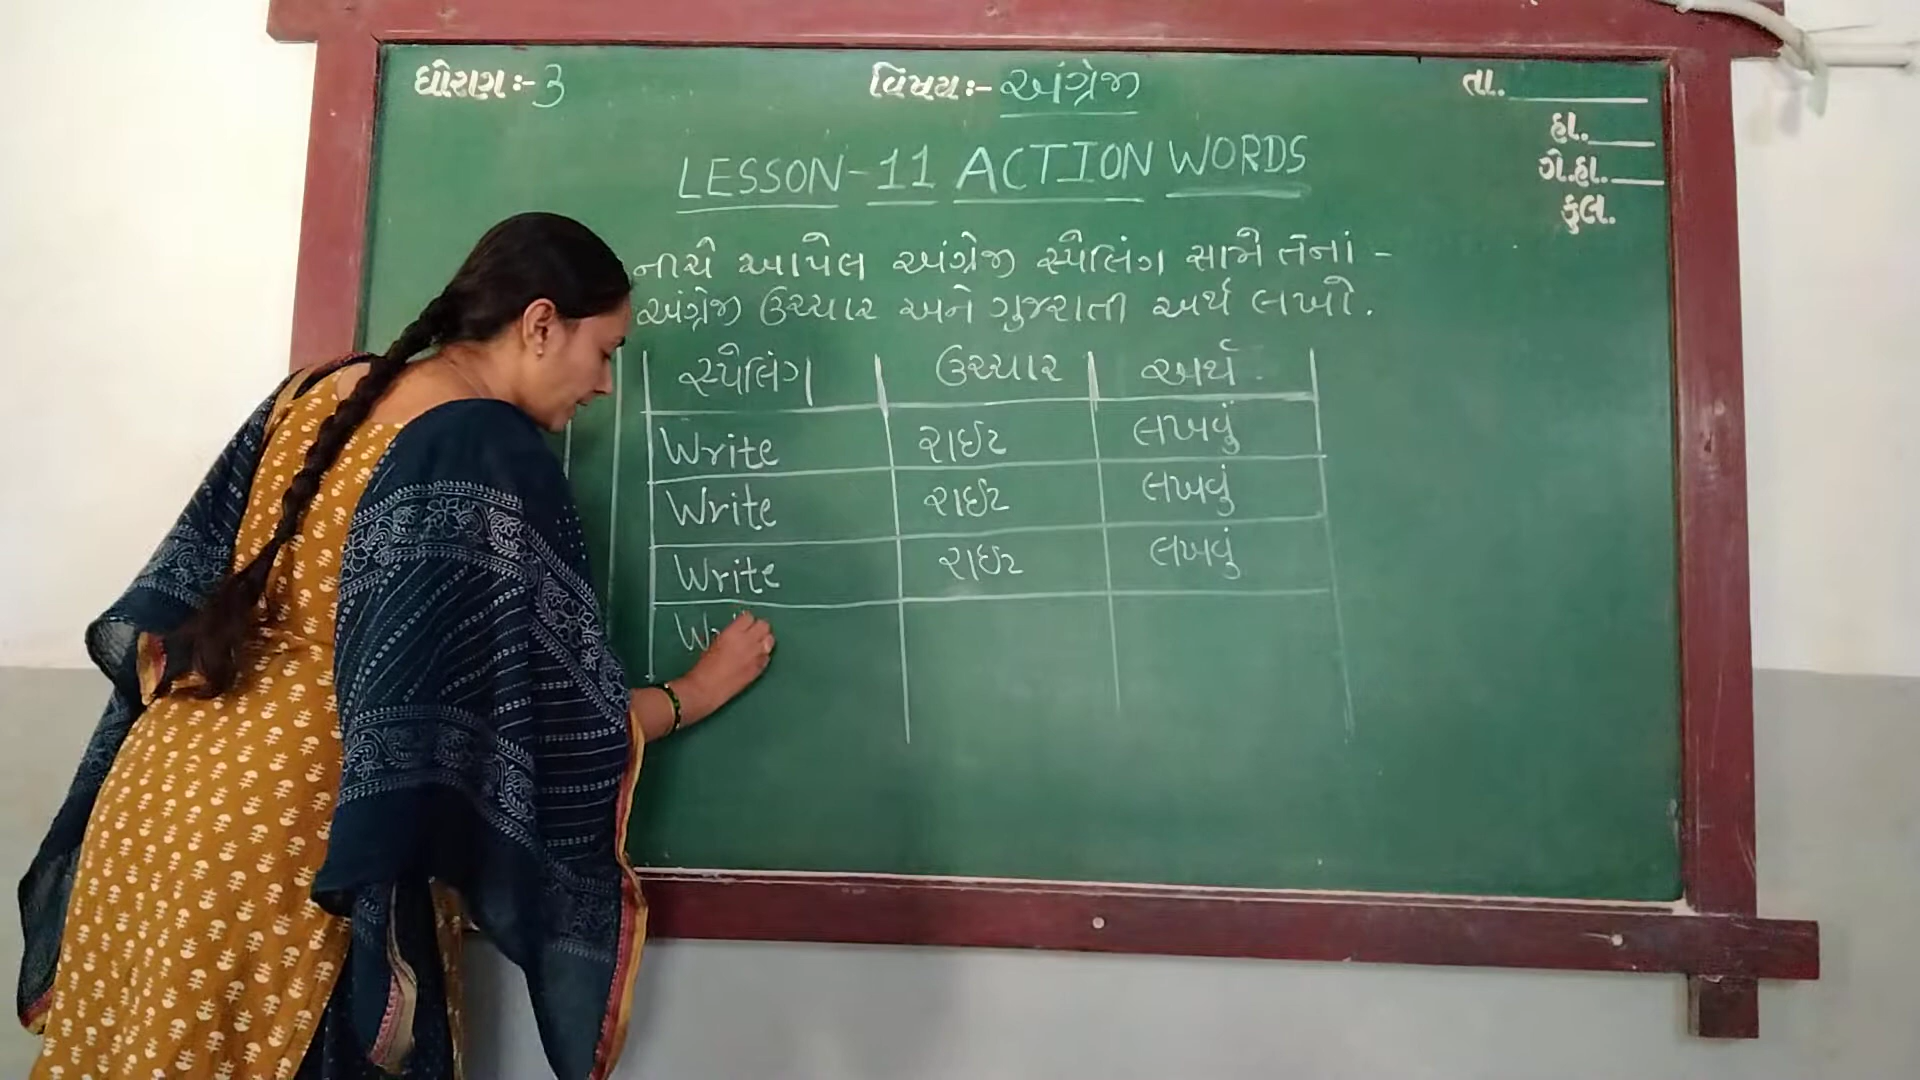 ધોરણઃ- 3 વિષયઃ- અંગ્રેજી તા.
હા.
ગે.હા.
કુલ.
LESSON-11 ACTION WORDS
નીચે આપેલ અંગ્રેજી સ્પેલિંગ સામે તેનાં -
અંગ્રેજી ઉચ્ચાર અને ગુજરાતી અર્થ લખો.
સ્પેલિંગ ઉચ્ચાર અર્થ
Write રાઈટ લખવું
Write રાઈટ લખવું
Write રાઈટ લખવું